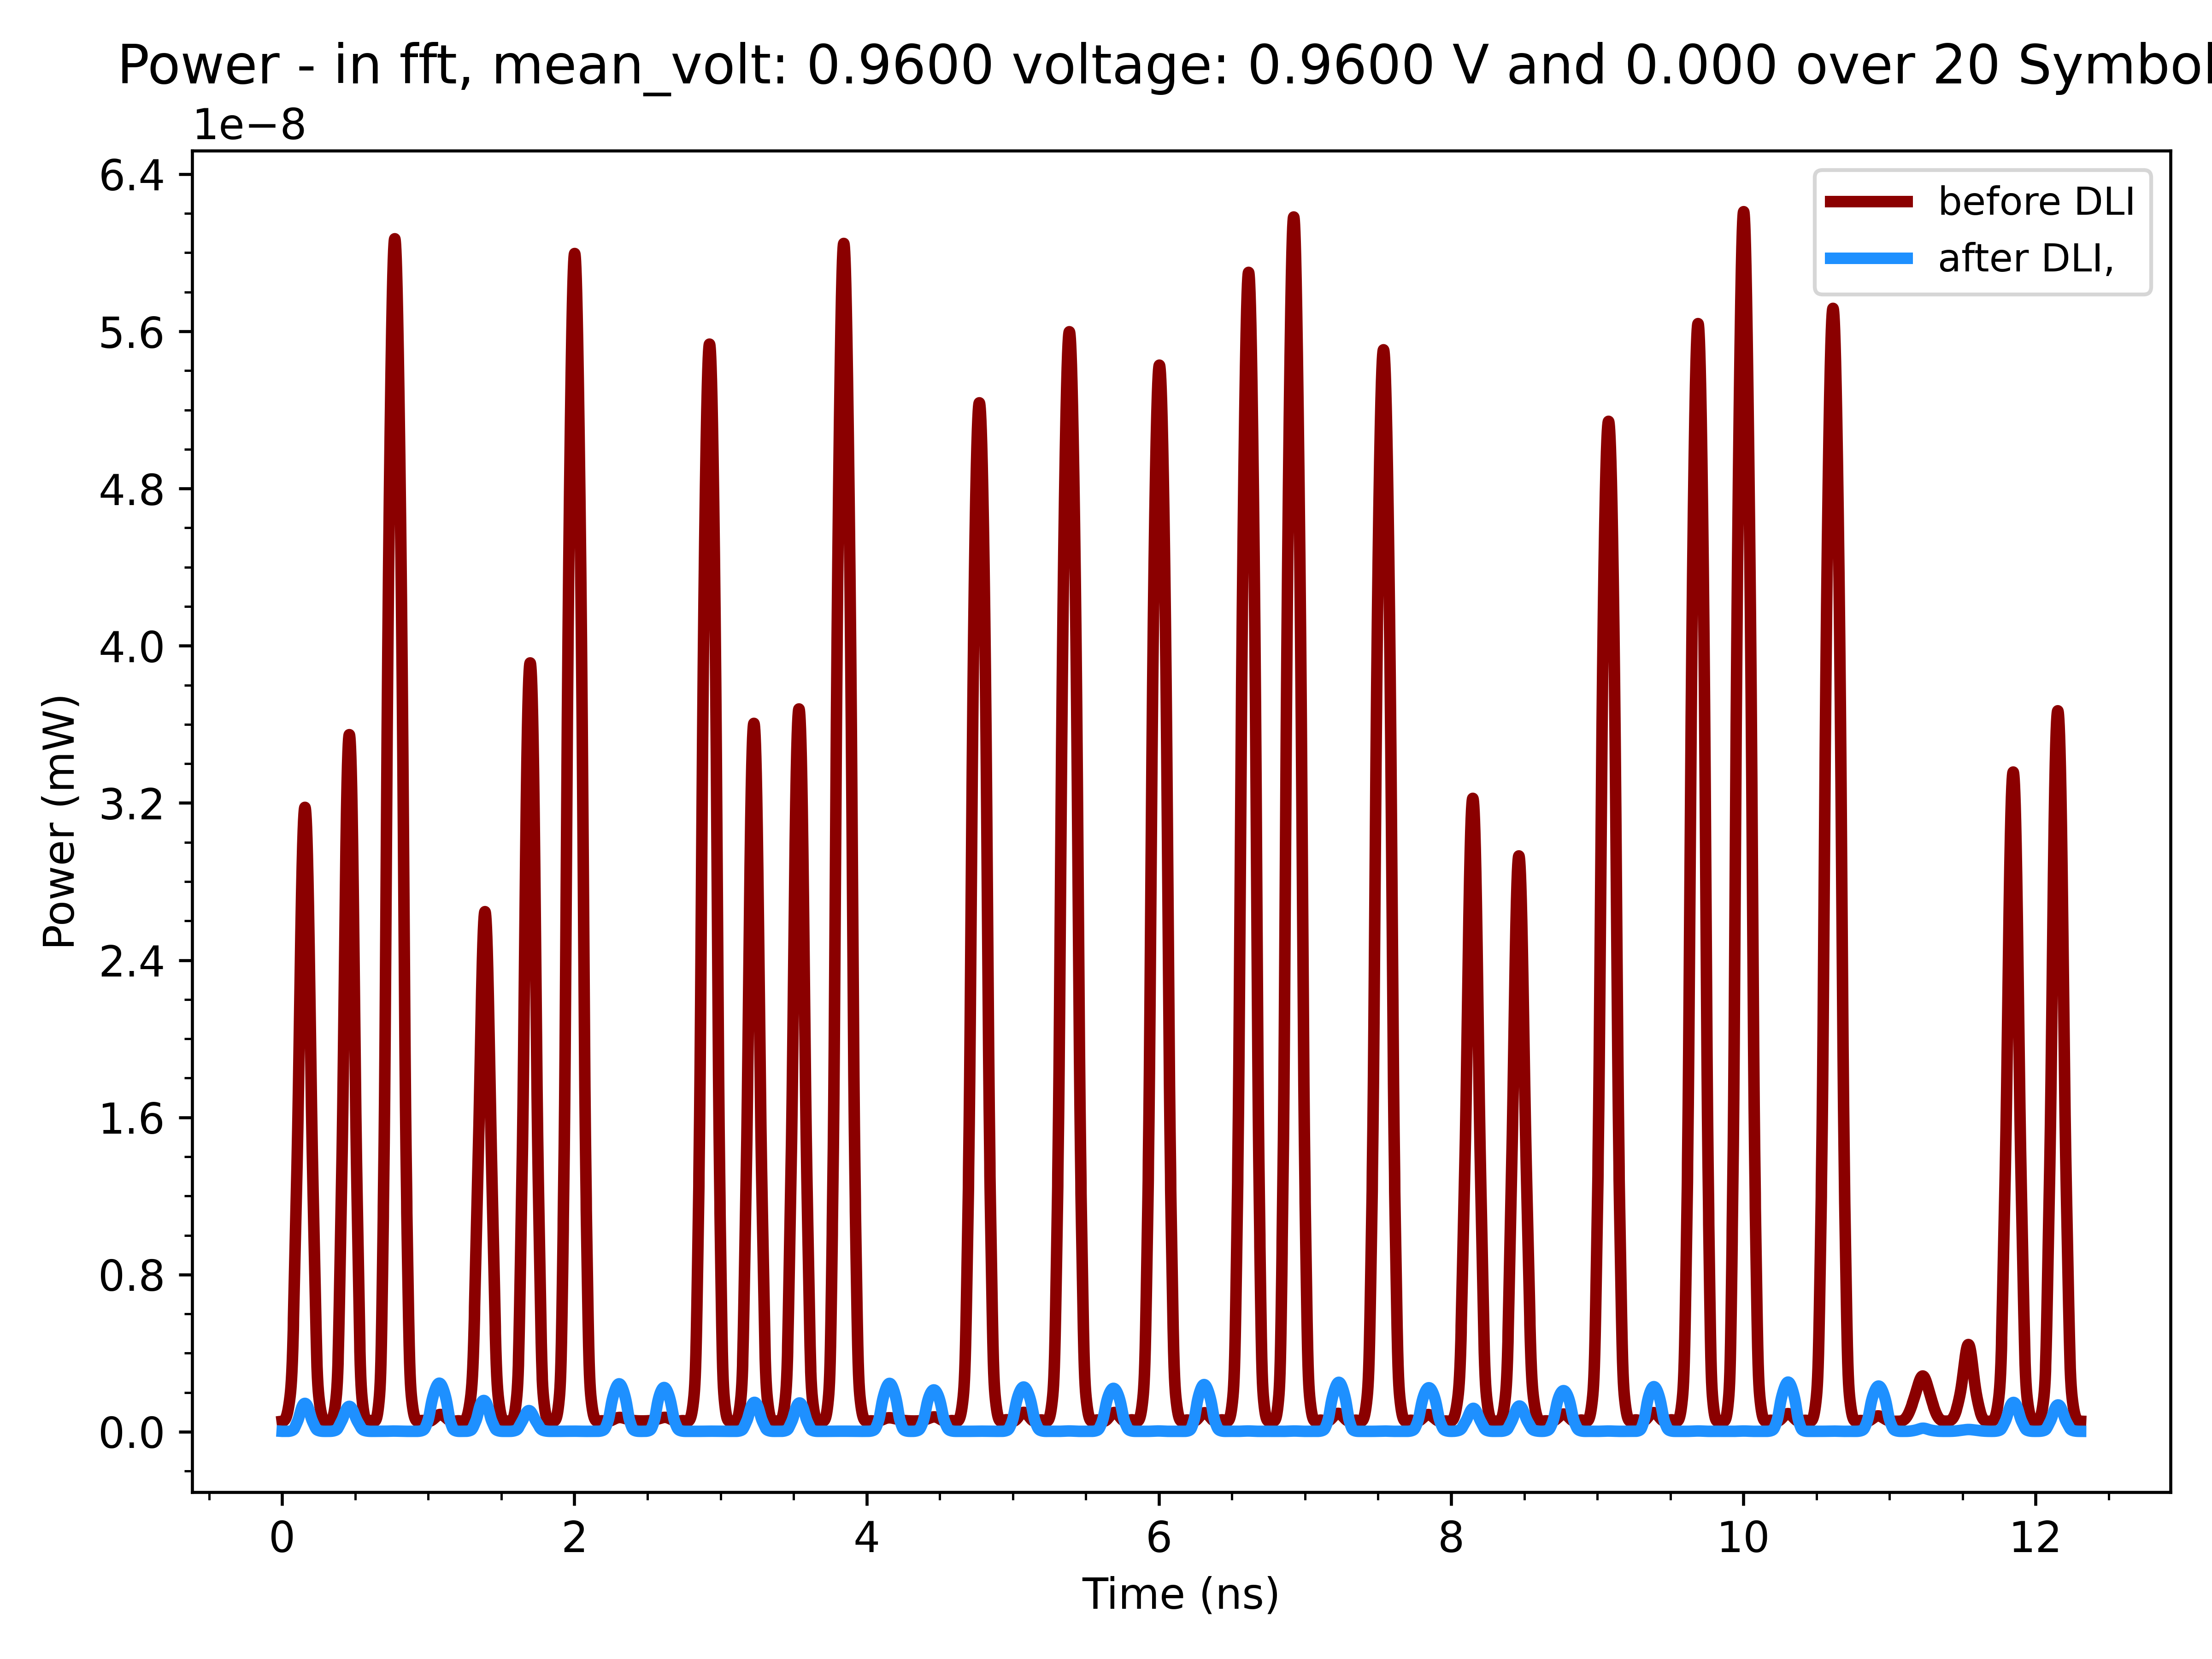 Power - in fft, mean_volt: 0.9600 voltage: 0.9600 V and 0.000 over 20 Symbol
1e−8
6.4
5.6
4.8
4.0
3.2
2.4
1.6
0.8
0.0
Power (mW)
before DLI
after DLI,
0 2 4 6 8 10 12
Time (ns)